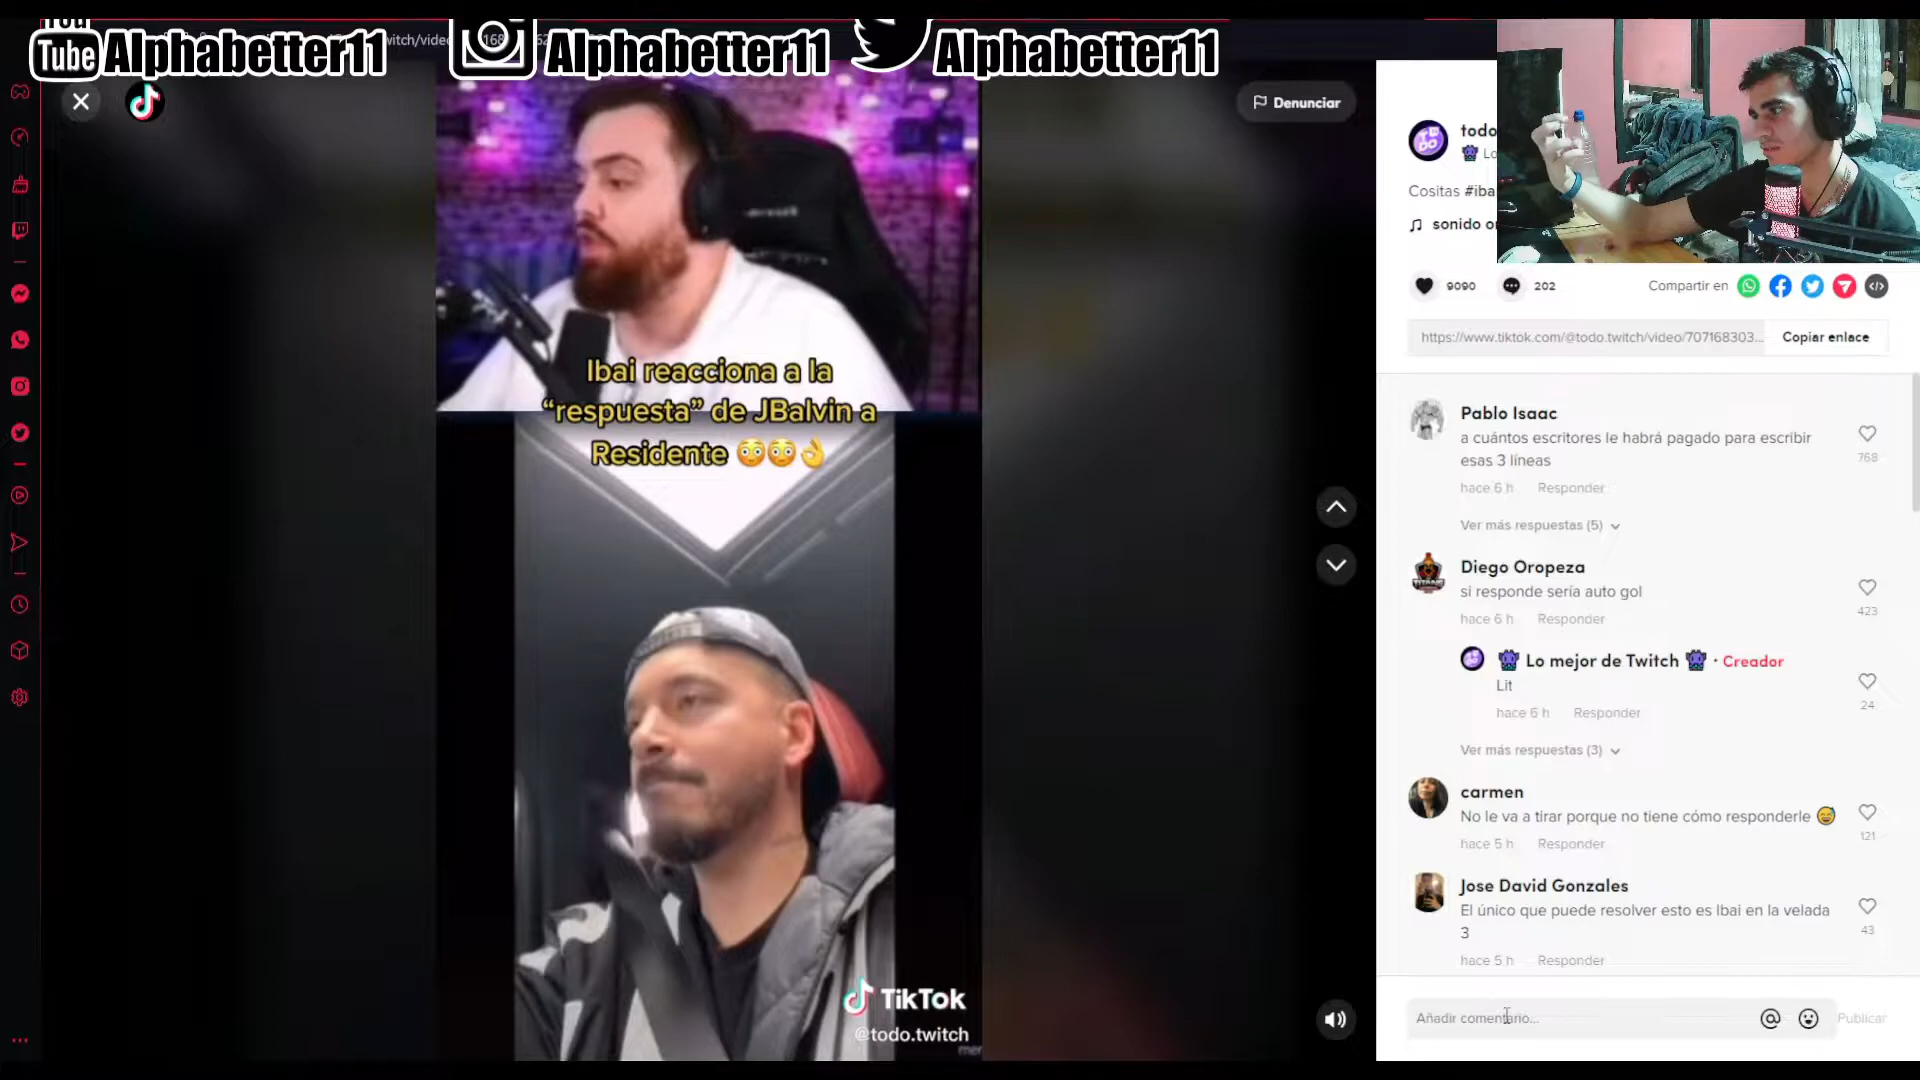 You
Tube Alphabetter11
Alphabetter11
Alphabetter11
Denunciar
Ibai reacciona a la
“respuesta” de JBalvin a
Residente 😳😳👌
TikTok
@todo.twitch
todo
Lo
Cositas #iba
sonido o
9090
202
Compartir en
https://www.tiktok.com/@todo.twitch/video/707168303...
Copiar enlace
Pablo Isaac
a cuántos escritores le habrá pagado para escribir
esas 3 líneas
768
hace 6 h Responder
Ver más respuestas (5)
Diego Oropeza
si responde sería auto gol
423
hace 6 h Responder
👾 Lo mejor de Twitch 👾 · Creador
Lit
24
hace 6 h Responder
Ver más respuestas (3)
carmen
No le va a tirar porque no tiene cómo responderle 😅
121
hace 5 h Responder
Jose David Gonzales
El único que puede resolver esto es Ibai en la velada
3
43
hace 5 h Responder
Añadir comentario...
Publicar